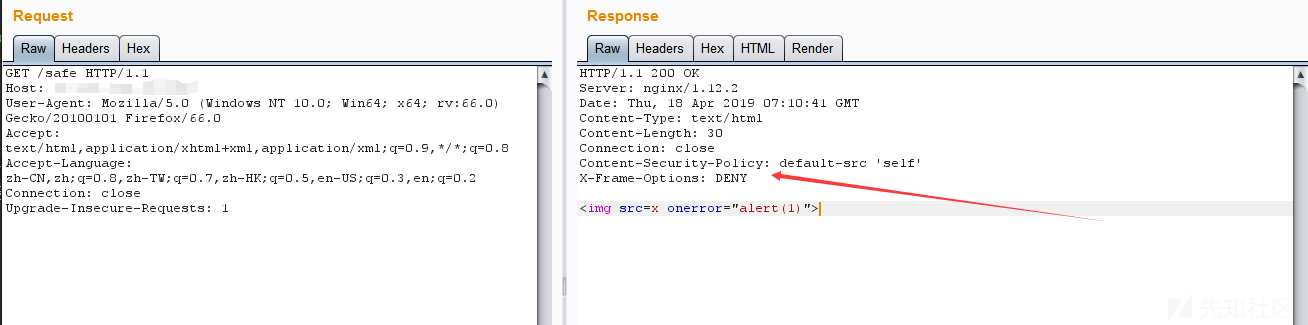 Request
Raw Headers Hex
GET /safe HTTP/1.1
Host:
User-Agent: Mozilla/5.0 (Windows NT 10.0; Win64; x64; rv:66.0)
Gecko/20100101 Firefox/66.0
Accept:
text/html,application/xhtml+xml,application/xml;q=0.9,*/*;q=0.8
Accept-Language:
zh-CN,zh;q=0.8,zh-TW;q=0.7,zh-HK;q=0.5,en-US;q=0.3,en;q=0.2
Connection: close
Upgrade-Insecure-Requests: 1
Response
Raw Headers Hex HTML Render
HTTP/1.1 200 OK
Server: nginx/1.12.2
Date: Thu, 18 Apr 2019 07:10:41 GMT
Content-Type: text/html
Content-Length: 30
Connection: close
Content-Security-Policy: default-src 'self'
X-Frame-Options: DENY
<img src=x onerror="alert(1)">
先知社区